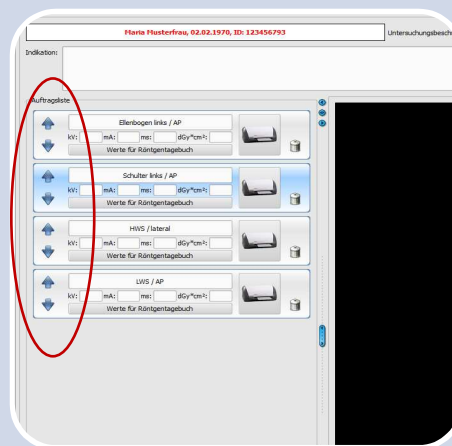 Maria Musterfrau, 02.02.1970, ID: 123456793
Untersuchungsbesch
Indikation:
Auftragsliste
Ellenbogen links / AP
kV: mA: ms: dGy*cm²:
Werte für Röntgentagebuch
Schulter links / AP
kV: mA: ms: dGy*cm²:
Werte für Röntgentagebuch
HWS / lateral
kV: mA: ms: dGy*cm²:
Werte für Röntgentagebuch
LWS / AP
kV: mA: ms: dGy*cm²:
Werte für Röntgentagebuch